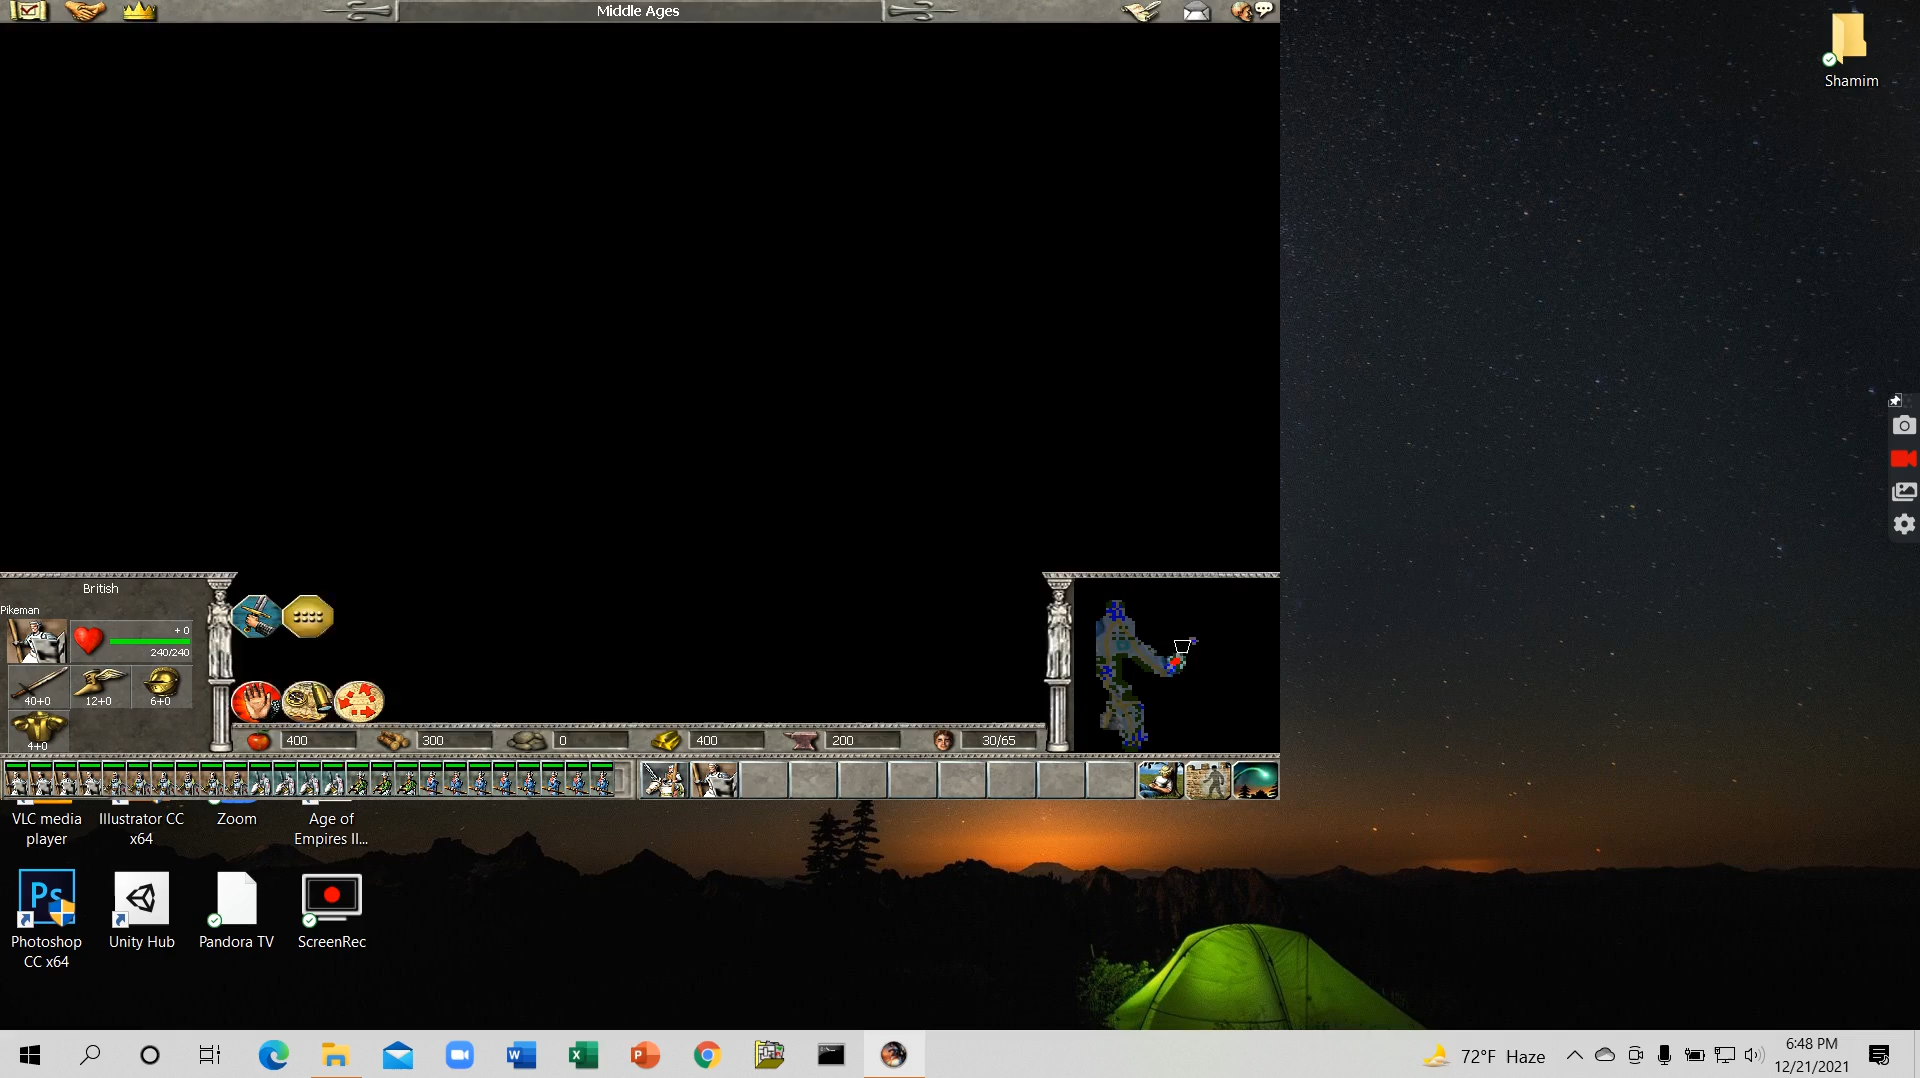 Middle Ages
Shamim
British
Pikeman
+ 0
240/240
40+0
12+0
6+0
4+0
400
300
0
400
200
30/65
VLC media
player
Illustrator CC
x64
Zoom
Age of
Empires II...
Ps
Photoshop
CC x64
Unity Hub
Pandora TV
ScreenRec
W
X
P
72°F Haze
6:48 PM
12/21/2021